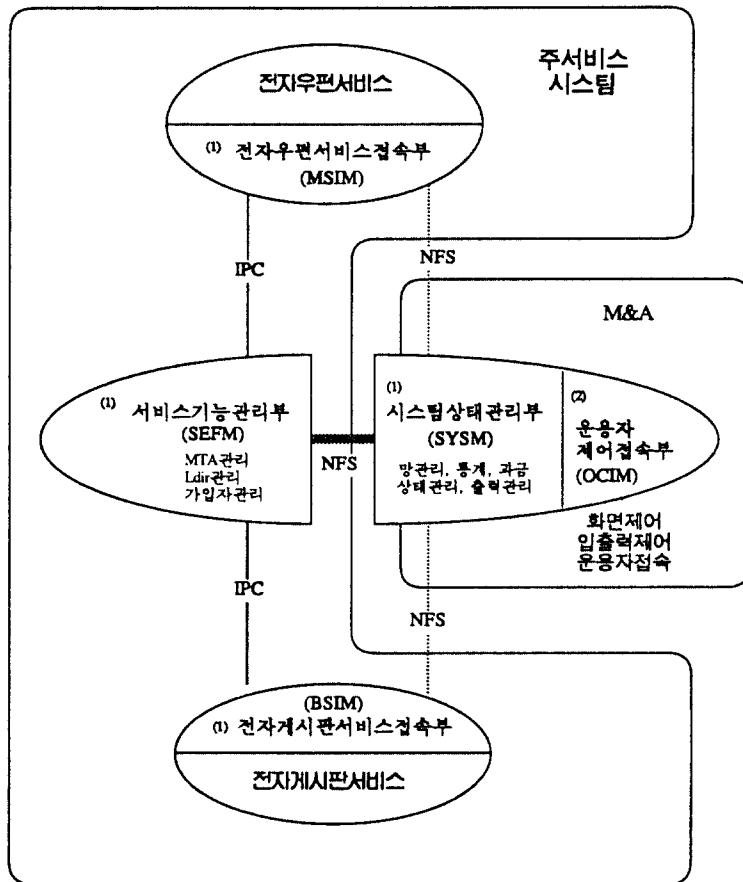 주서비스
시스팀
전자우편서비스
(1) 전자우편서비스접속부
(MSIM)
IPC
NFS
M&A
(1) 서비스기능관리부
(SEFM)
MTA관리
Ldir관리
가입자관리
NFS
(1)
시스팀상태관리부
(SYSM)
망관리, 통계, 과금
상태관리, 출력관리
(2)
운용자
제어접속부
(OCIM)
화면제어
입출력제어
운용자접속
IPC
NFS
(BSIM)
(1) 전자게시판서비스접속부
전자게시판서비스